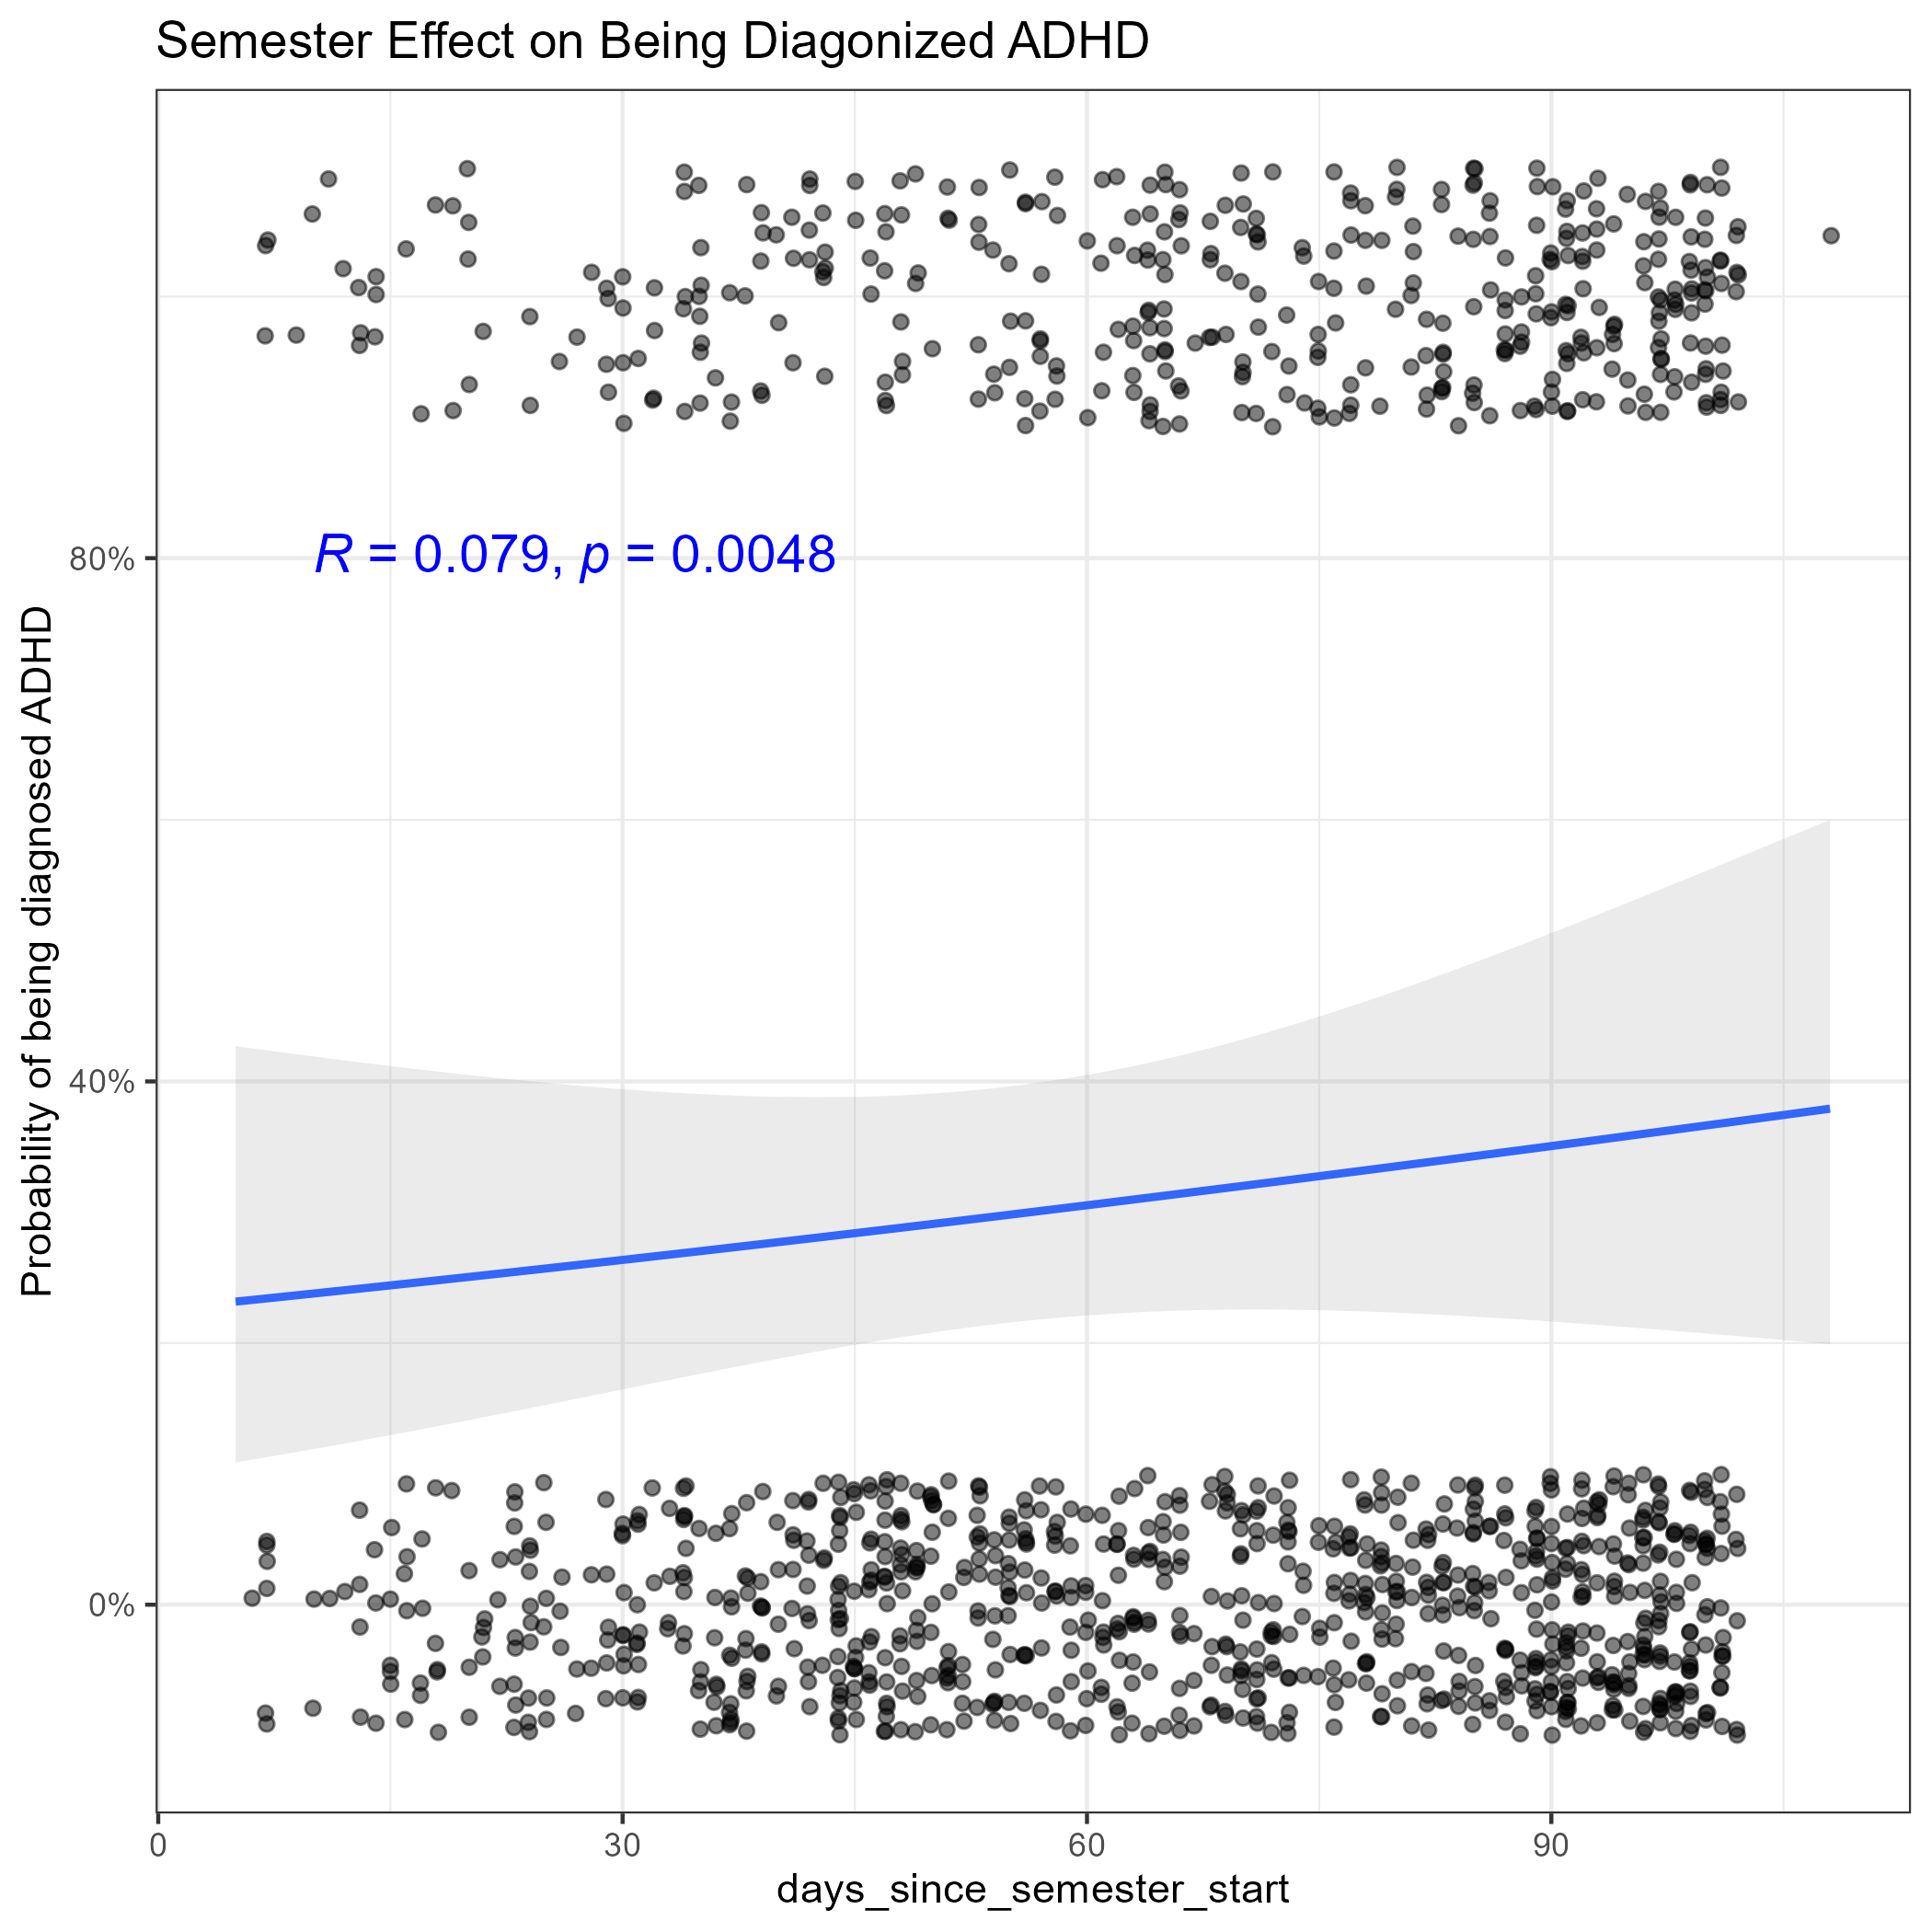 Semester Effect on Being Diagonized ADHD
R = 0.079, p = 0.0048
Probability of being diagnosed ADHD
80%
40%
0%
0 30 60 90
days_since_semester_start